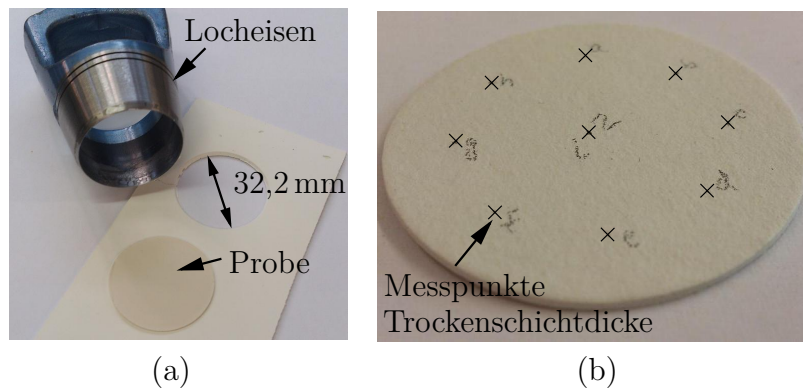 Locheisen
32,2 mm
Probe
(a)
a
b
h
c
g
d
f
e
Messpunkte
Trockenschichtdicke
(b)